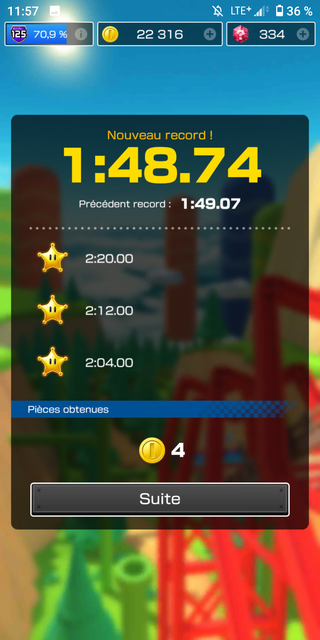 11:57 LTE+ 36 %
125 70,9 % i 22 316 + 334 +
Nouveau record !
1:48.74
Précédent record : 1:49.07
2:20.00
2:12.00
2:04.00
Pièces obtenues
4
Suite